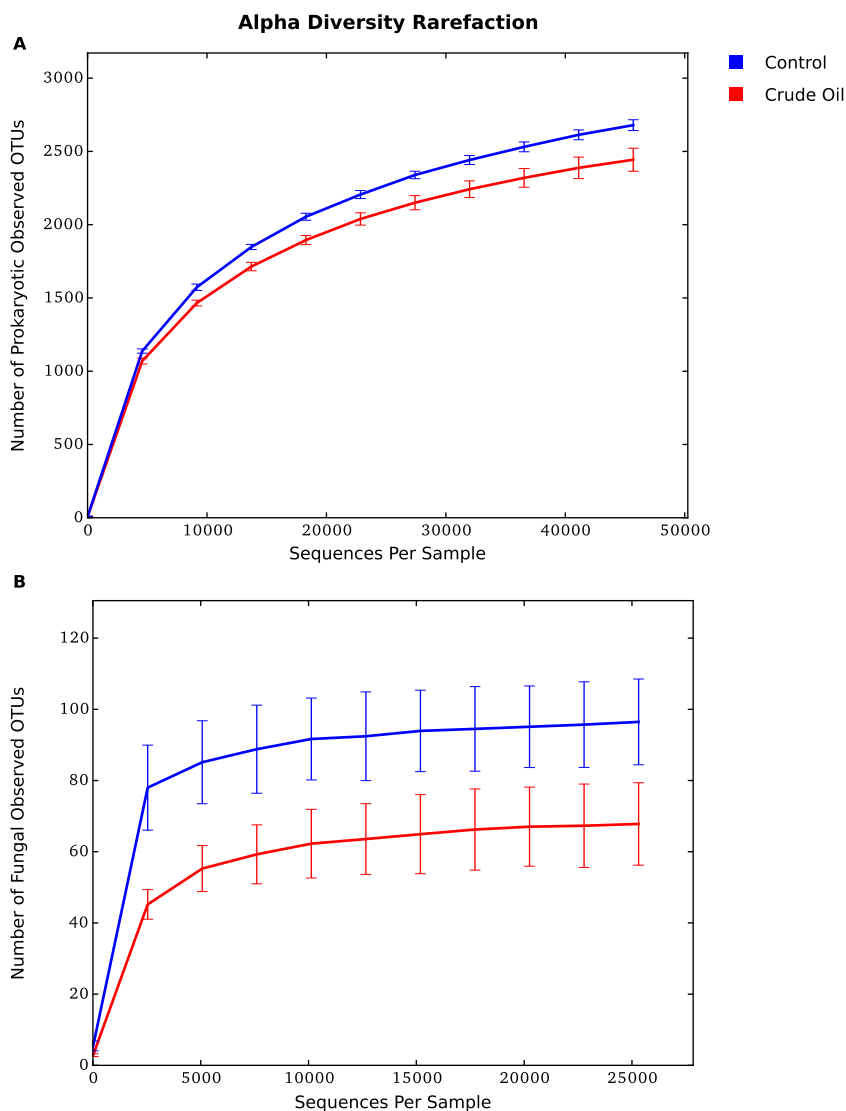 Alpha Diversity Rarefaction
A
Control
Crude Oil
Number of Prokaryotic Observed OTUs
3000
2500
2000
1500
1000
500
0
0 10000 20000 30000 40000 50000
Sequences Per Sample
B
Number of Fungal Observed OTUs
120
100
80
60
40
20
0
0 5000 10000 15000 20000 25000
Sequences Per Sample